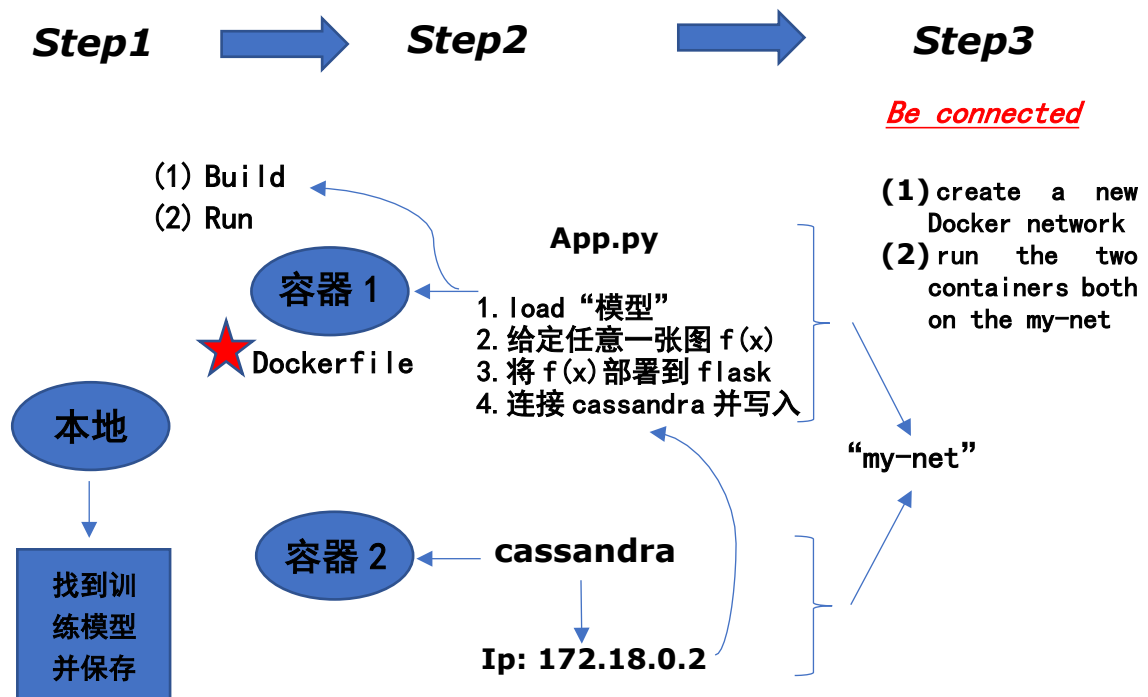 Step1
Step2
Step3
Be connected
(1) Build
(2) Run
容器 1
Dockerfile
App.py
1. load “模型”
2. 给定任意一张图 f(x)
3. 将 f(x)部署到 flask
4. 连接 cassandra 并写入
(1) create a new
Docker network
(2) run the two
containers both
on the my-net
本地
找到训
练模型
并保存
容器 2
cassandra
Ip: 172.18.0.2
“my-net”